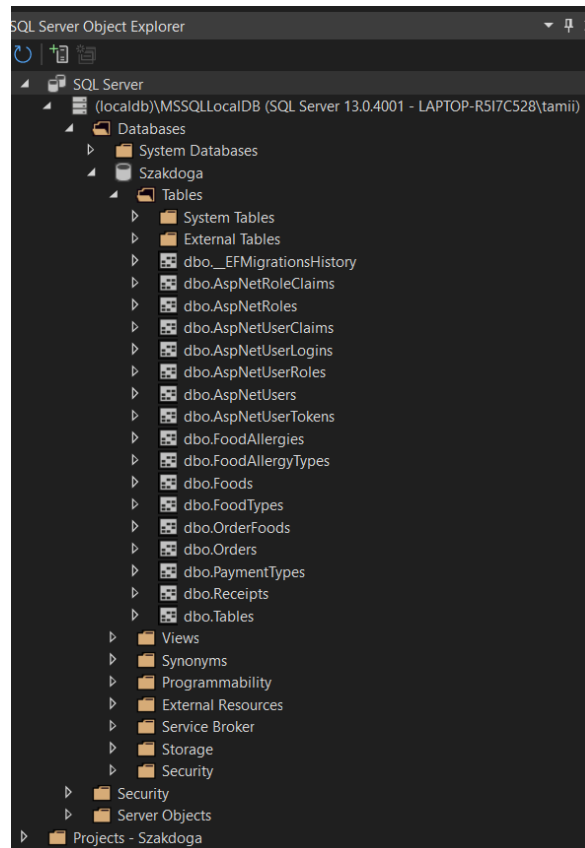 SQL Server Object Explorer
SQL Server
(localdb)\MSSQLLocalDB (SQL Server 13.0.4001 - LAPTOP-R5I7C528\tamii)
Databases
System Databases
Szakdoga
Tables
System Tables
External Tables
dbo.__EFMigrationsHistory
dbo.AspNetRoleClaims
dbo.AspNetRoles
dbo.AspNetUserClaims
dbo.AspNetUserLogins
dbo.AspNetUserRoles
dbo.AspNetUsers
dbo.AspNetUserTokens
dbo.FoodAllergies
dbo.FoodAllergyTypes
dbo.Foods
dbo.FoodTypes
dbo.OrderFoods
dbo.Orders
dbo.PaymentTypes
dbo.Receipts
dbo.Tables
Views
Synonyms
Programmability
External Resources
Service Broker
Storage
Security
Security
Server Objects
Projects - Szakdoga